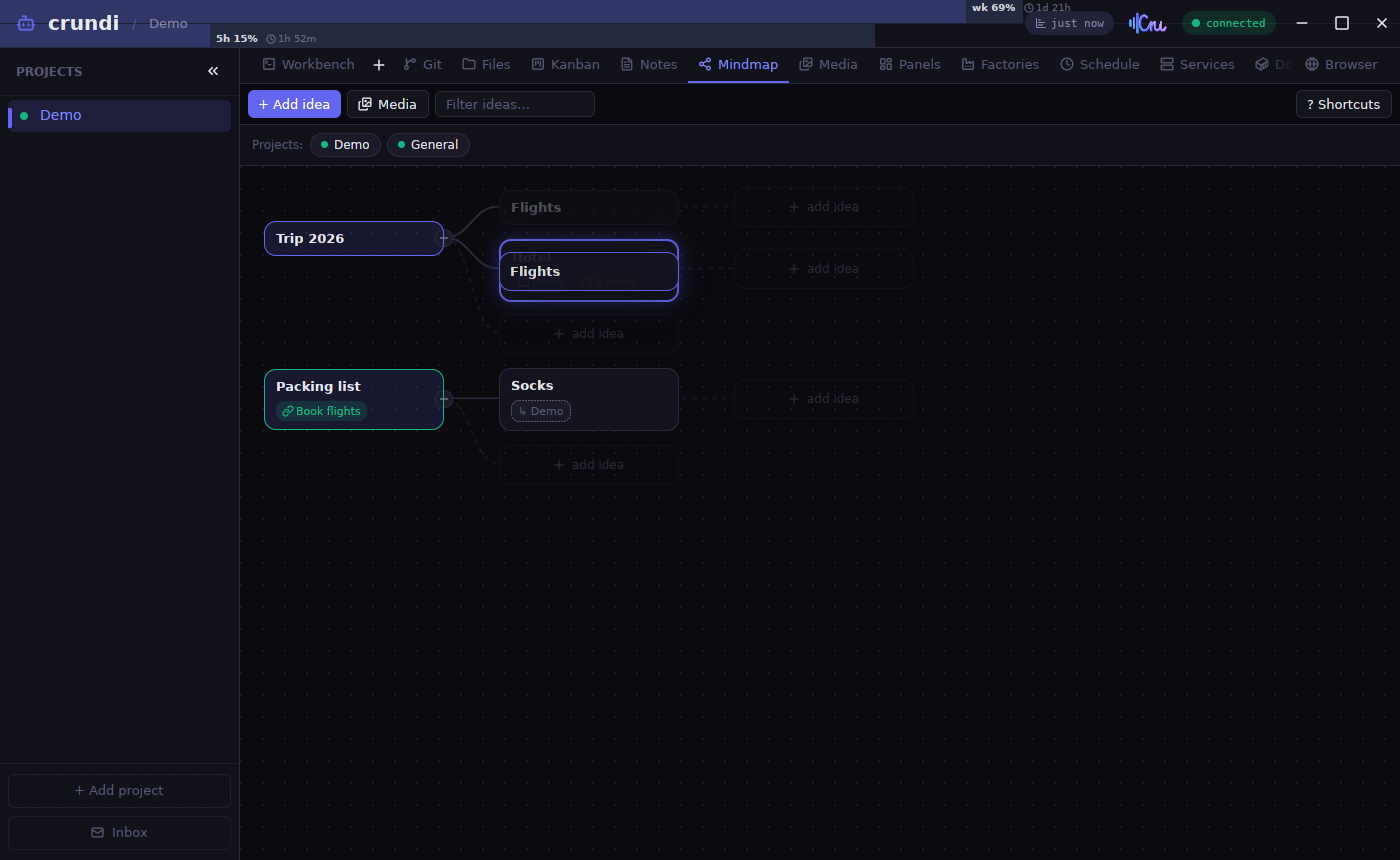 crundi / Demo
wk 69% 1d 21h
5h 15% 1h 52m
just now
Cru
connected
PROJECTS
Demo
+ Add project
Inbox
Workbench + Git Files Kanban Notes Mindmap Media Panels Factories Schedule Services Do Browser
+ Add idea Media Filter ideas... ? Shortcuts
Projects: Demo General
Trip 2026
Flights
+ add idea
Hotel
Flights
+ add idea
+ add idea
Packing list
Book flights
Socks
↳ Demo
+ add idea
+ add idea